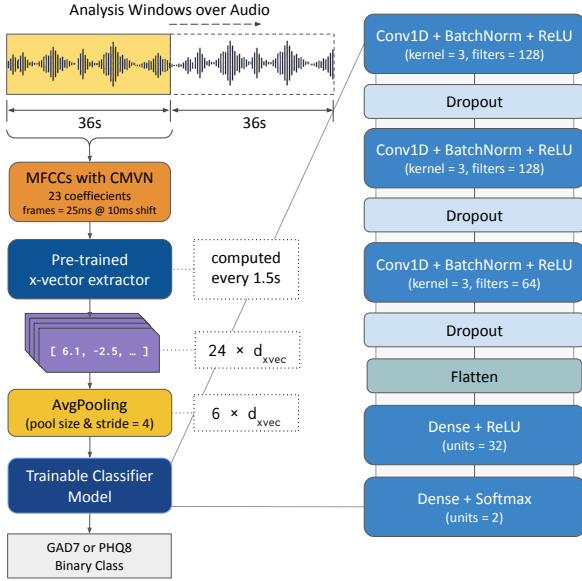 Analysis Windows over Audio
36s
36s
MFCCs with CMVN
23 coeffiecients
frames = 25ms @ 10ms shift
Pre-trained
x-vector extractor
computed
every 1.5s
[ 6.1, -2.5, … ]
24 × d_xvec
AvgPooling
(pool size & stride = 4)
6 × d_xvec
Trainable Classifier
Model
GAD7 or PHQ8
Binary Class
Conv1D + BatchNorm + ReLU
(kernel = 3, filters = 128)
Dropout
Conv1D + BatchNorm + ReLU
(kernel = 3, filters = 128)
Dropout
Conv1D + BatchNorm + ReLU
(kernel = 3, filters = 64)
Dropout
Flatten
Dense + ReLU
(units = 32)
Dense + Softmax
(units = 2)